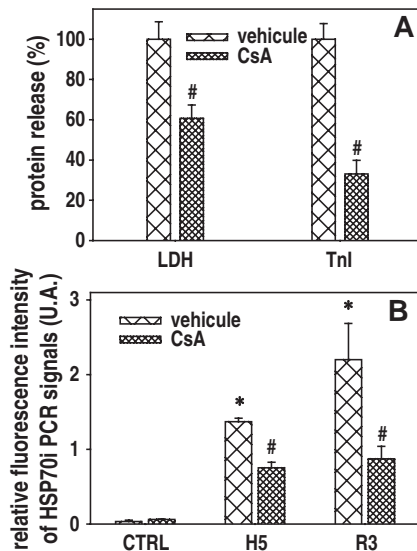 A
protein release (%)
100
80
60
40
20
0
vehicule
CsA
#
#
LDH
TnI
B
relative fluorescence intensity
of HSP70i PCR signals (U.A.)
3
2
1
0
vehicule
CsA
*
#
*
#
CTRL
H5
R3